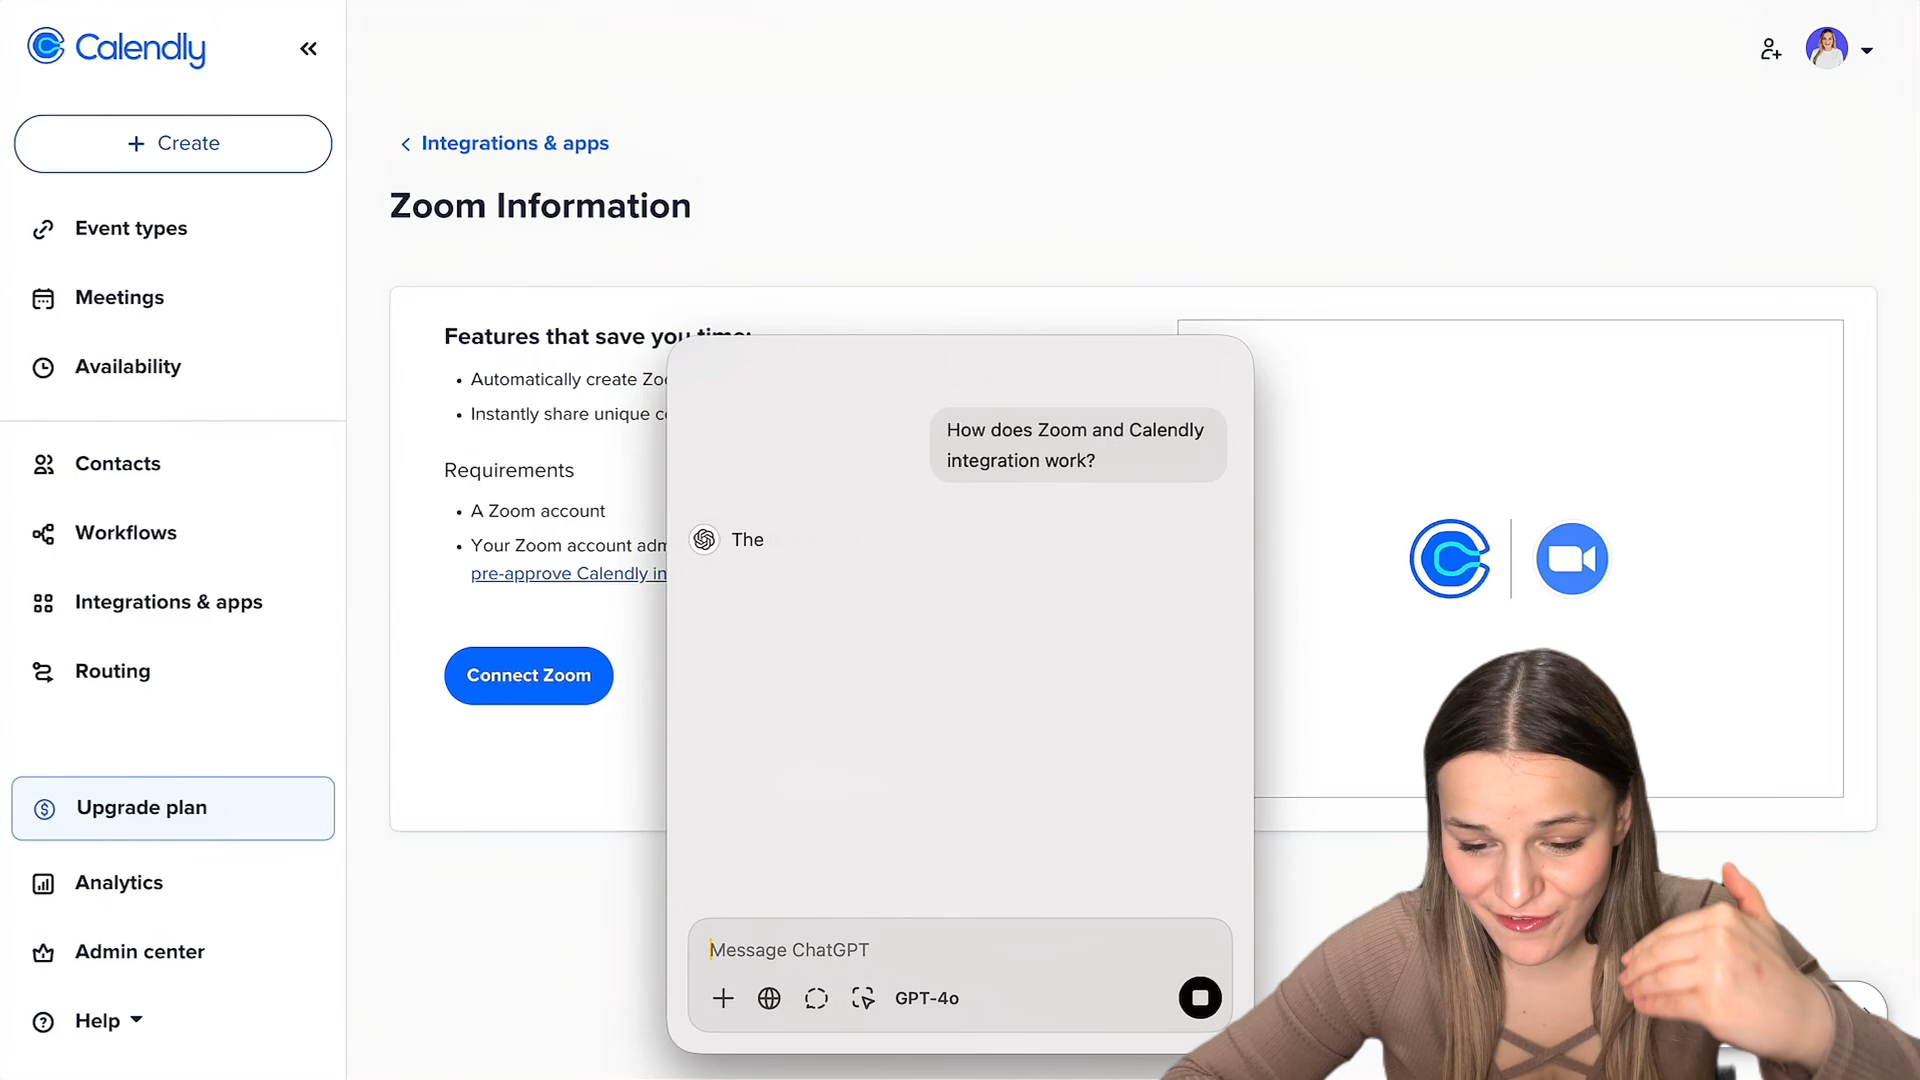 Calendly
+ Create
Event types
Meetings
Availability
Contacts
Workflows
Integrations & apps
Routing
Upgrade plan
Analytics
Admin center
Help
Integrations & apps
Zoom Information
Features that save you time:
• Automatically create Zoo
• Instantly share unique c
Requirements
• A Zoom account
• Your Zoom account adm
pre-approve Calendly in
Connect Zoom
How does Zoom and Calendly
integration work?
The
Message ChatGPT
GPT-4o